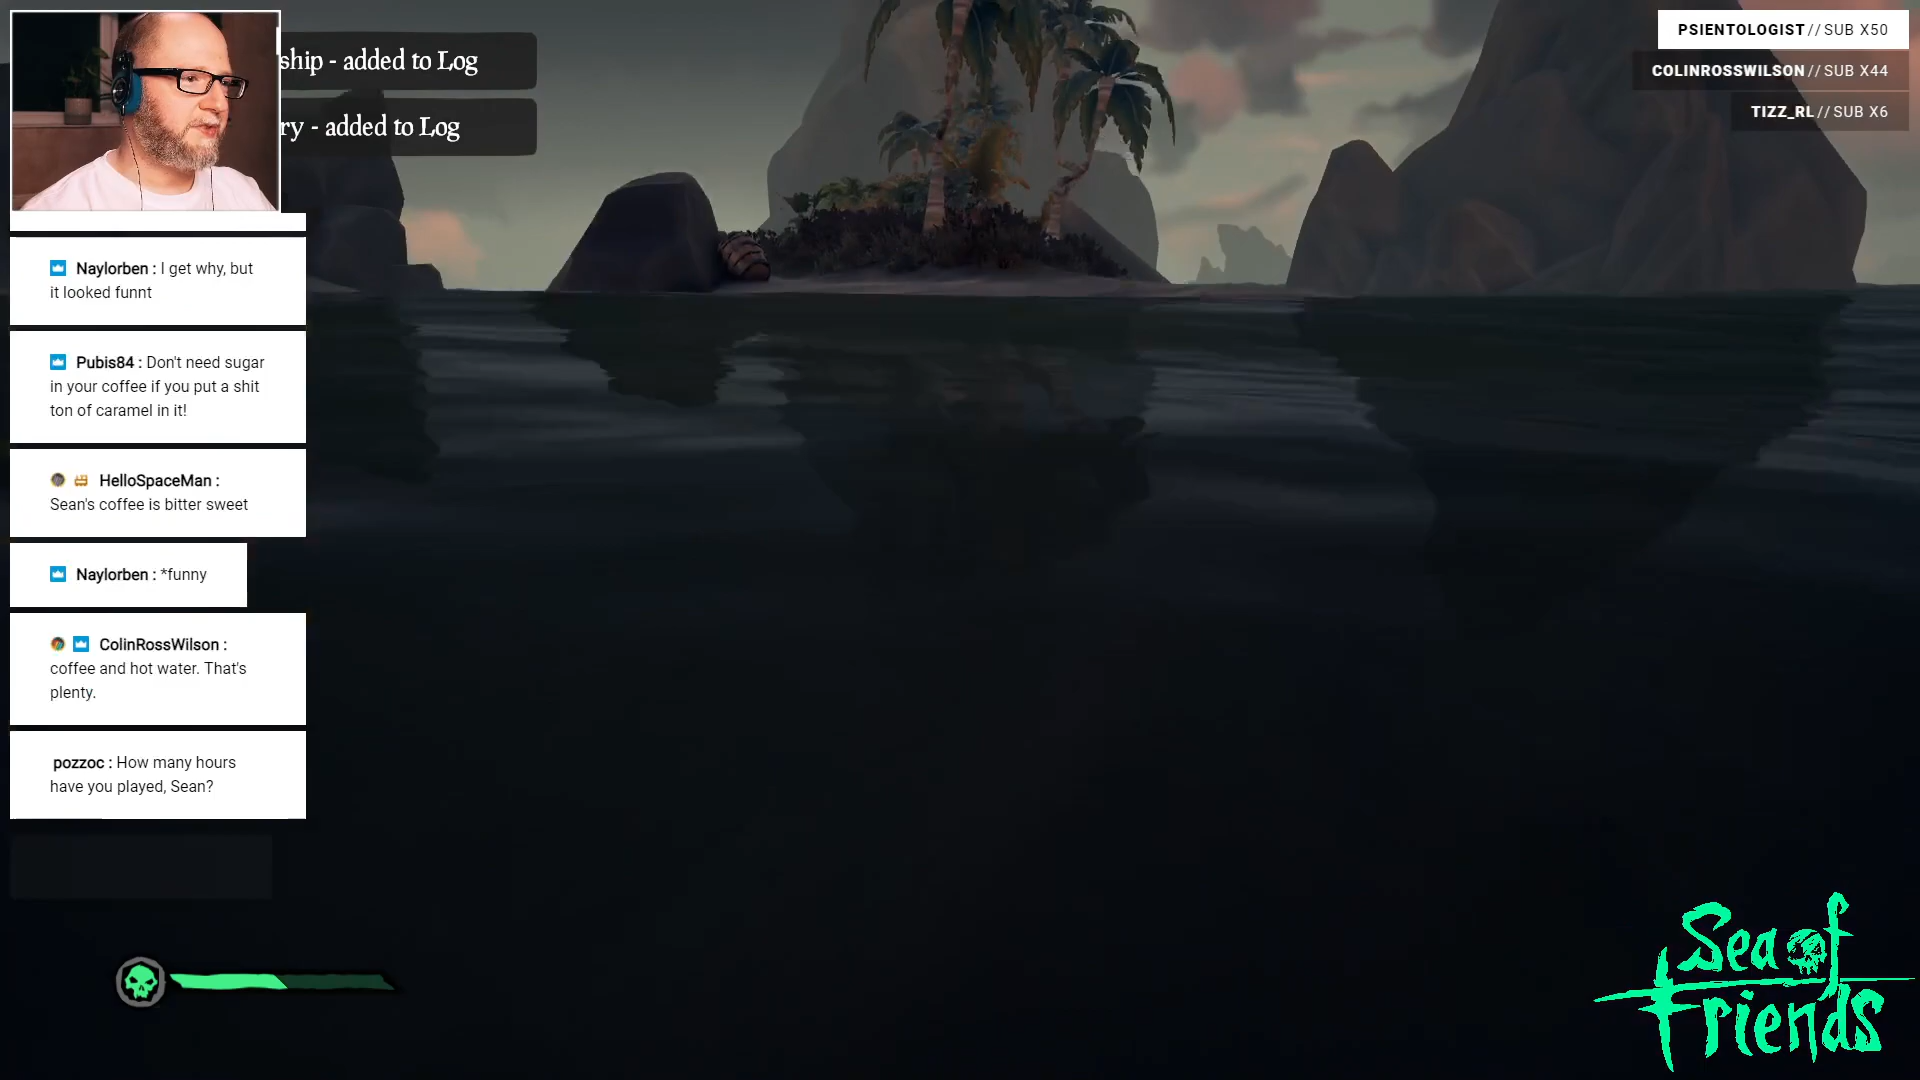 ship - added to Log
ry - added to Log
PSIENTOLOGIST // SUB X50
COLINROSSWILSON // SUB X44
TIZZ_RL // SUB X6
Naylorben : I get why, but
it looked funnt
Pubis84 : Don't need sugar
in your coffee if you put a shit
ton of caramel in it!
HelloSpaceMan :
Sean's coffee is bitter sweet
Naylorben : *funny
ColinRossWilson :
coffee and hot water. That's
plenty.
pozzoc : How many hours
have you played, Sean?
Sea of
Friends